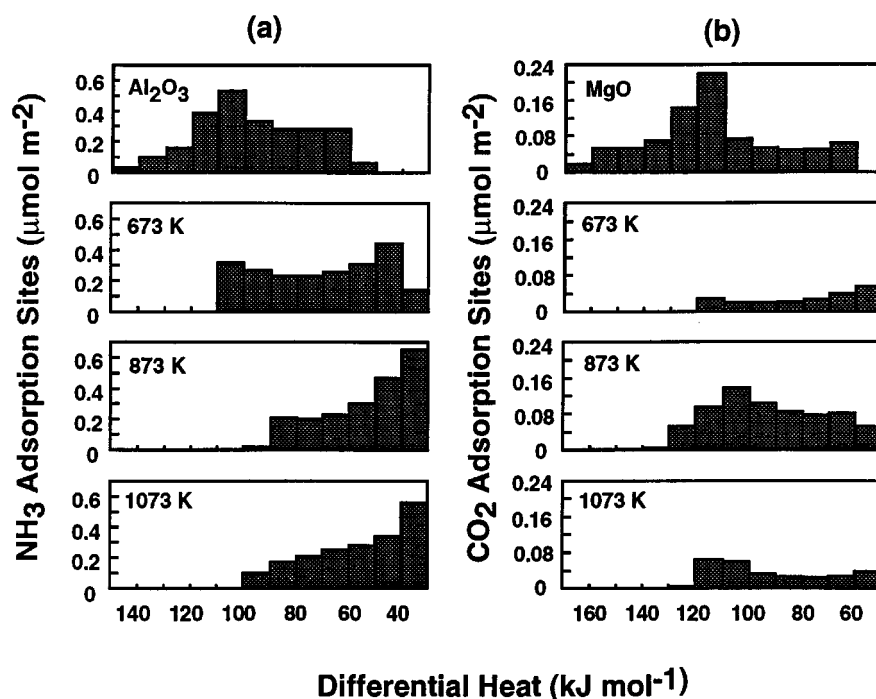 (a)
(b)
NH₃ Adsorption Sites (μmol m⁻²)
Al₂O₃
0.6
0.4
0.2
0
673 K
0.6
0.4
0.2
0
873 K
0.6
0.4
0.2
0
1073 K
0.6
0.4
0.2
0
140 120 100 80 60 40
CO₂ Adsorption Sites (μmol m⁻²)
MgO
0.24
0.16
0.08
0
673 K
0.24
0.16
0.08
0
873 K
0.24
0.16
0.08
0
1073 K
0.24
0.16
0.08
0
160 140 120 100 80 60
Differential Heat (kJ mol⁻¹)